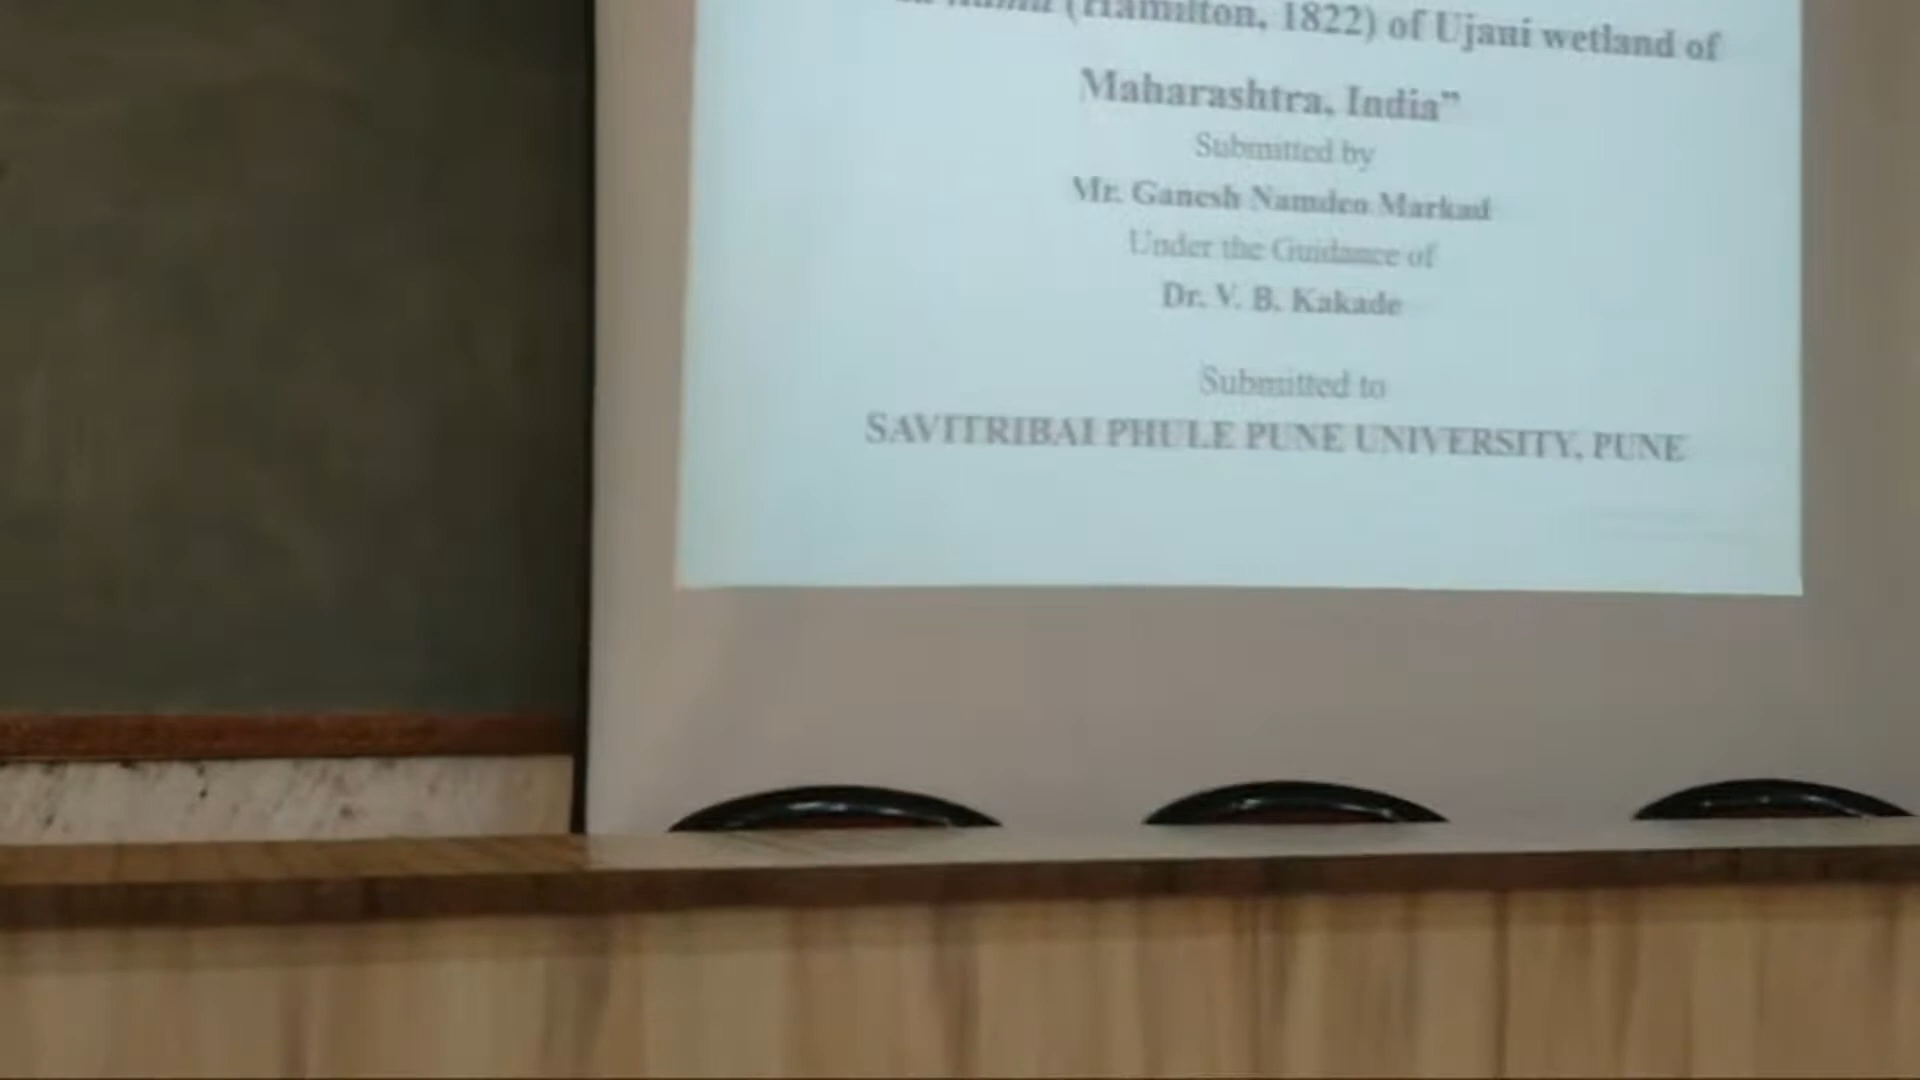 (Hamilton, 1822) of Ujani wetland of
Maharashtra, India”
Submitted by
Mr. Ganesh Namdeo Markad
Under the Guidance of
Dr. V. B. Kakade
Submitted to
SAVITRIBAI PHULE PUNE UNIVERSITY, PUNE